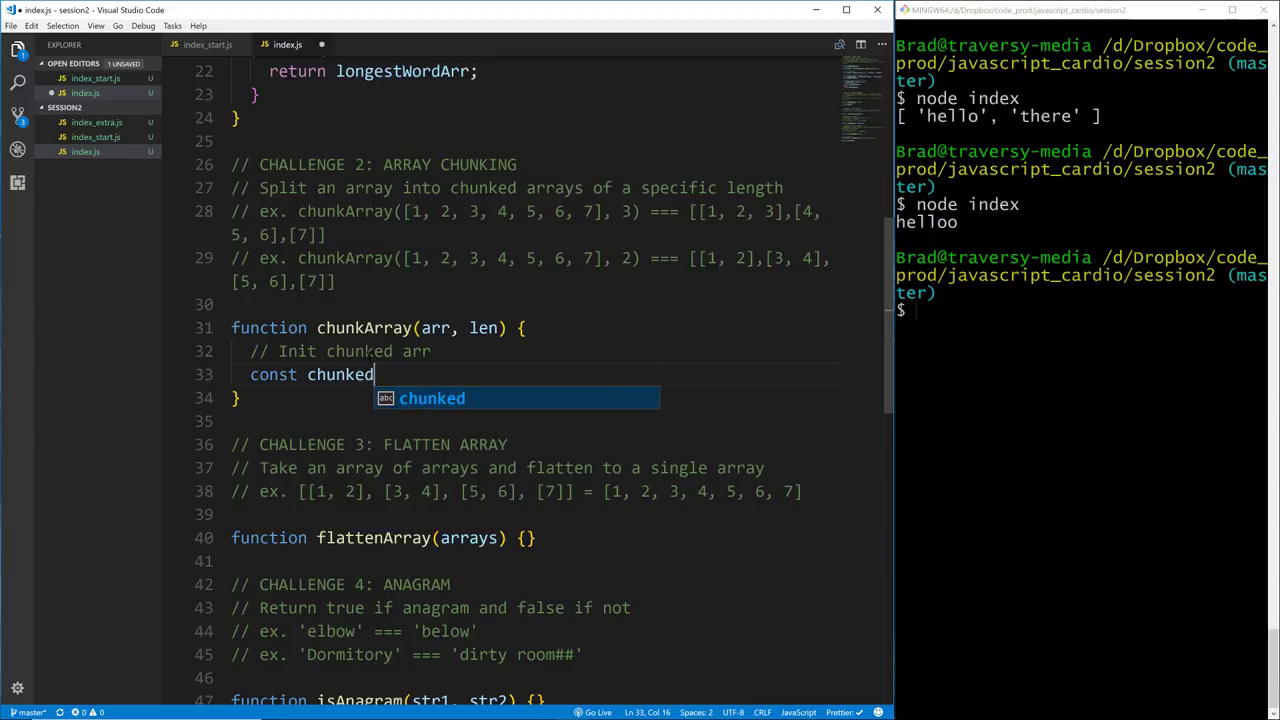 index.js - session2 - Visual Studio Code
File Edit Selection View Go Debug Tasks Help
EXPLORER
OPEN EDITORS 1 UNSAVED
index_start.js U
index.js U
SESSION2
index_extra.js U
index_start.js U
index.js U
index_start.js index.js
22 return longestWordArr;
23 }
24 }
25
26 // CHALLENGE 2: ARRAY CHUNKING
27 // Split an array into chunked arrays of a specific length
28 // ex. chunkArray([1, 2, 3, 4, 5, 6, 7], 3) === [[1, 2, 3],[4,
5, 6],[7]]
29 // ex. chunkArray([1, 2, 3, 4, 5, 6, 7], 2) === [[1, 2],[3, 4],
[5, 6],[7]]
30
31 function chunkArray(arr, len) {
32 // Init chunked arr
33 const chunked
abc chunked
34 }
35
36 // CHALLENGE 3: FLATTEN ARRAY
37 // Take an array of arrays and flatten to a single array
38 // ex. [[1, 2], [3, 4], [5, 6], [7]] = [1, 2, 3, 4, 5, 6, 7]
39
40 function flattenArray(arrays) {}
41
42 // CHALLENGE 4: ANAGRAM
43 // Return true if anagram and false if not
44 // ex. 'elbow' === 'below'
45 // ex. 'Dormitory' === 'dirty room##'
46
47 function isAnagram(str1, str2) {}
master* 0 0 Go Live Ln 33, Col 16 Spaces: 2 UTF-8 CRLF JavaScript Prettier: ✓
MINGW64:/d/Dropbox/code_prod/javascript_cardio/session2
Brad@traversy-media /d/Dropbox/code_
prod/javascript_cardio/session2 (mas
ter)
$ node index
[ 'hello', 'there' ]
Brad@traversy-media /d/Dropbox/code_
prod/javascript_cardio/session2 (mas
ter)
$ node index
helloo
Brad@traversy-media /d/Dropbox/code_
prod/javascript_cardio/session2 (mas
ter)
$